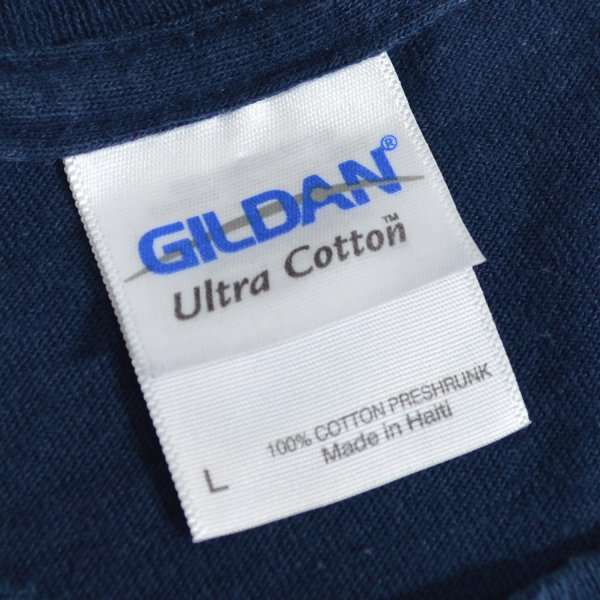 GILDAN®
Ultra Cotton™
100% COTTON PRESHRUNK
L Made in Haiti